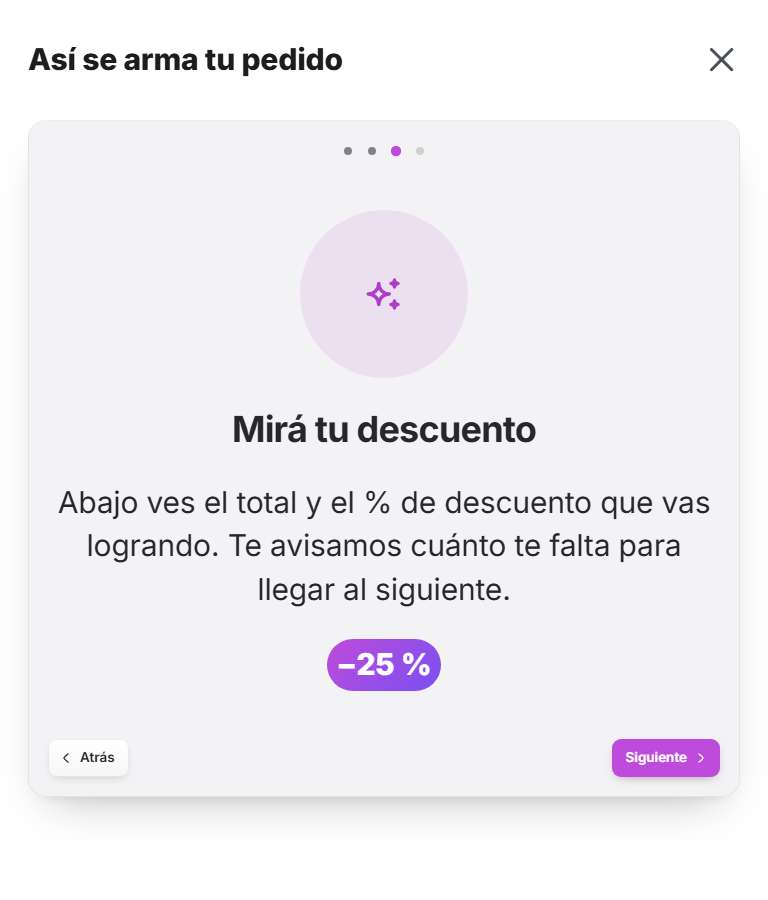 Así se arma tu pedido
Mirá tu descuento
Abajo ves el total y el % de descuento que vas
logrando. Te avisamos cuánto te falta para
llegar al siguiente.
–25 %
Atrás
Siguiente